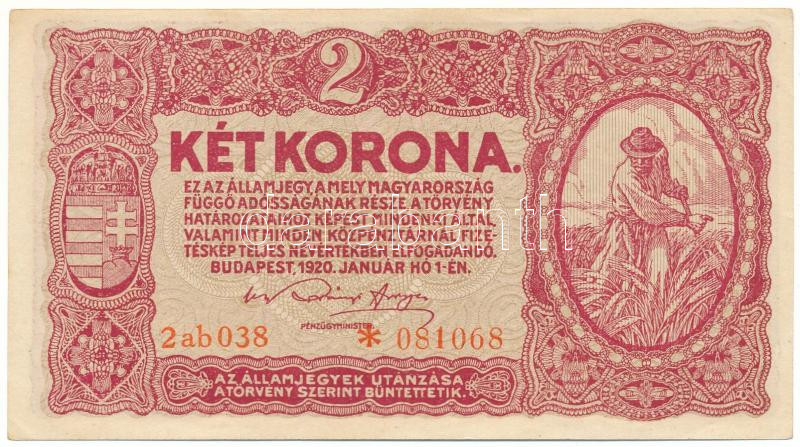 2
KÉT KORONA.
EZ AZ ÁLLAMJEGY, A MELY MAGYARORSZÁG
FÜGGŐ ADÓSSÁGÁNAK RÉSZE A TÖRVÉNY
HATÁROZATAIHOZ KÉPEST MINDENKI ÁLTAL
VALAMINT MINDEN KÖZPÉNZTÁRNÁL FIZE-
TÉSKÉP TELJES NÉVÉRTÉKBEN ELFOGADANDÓ.
BUDAPEST, 1920. JANUÁR HÓ 1-ÉN.
PÉNZÜGYMINISTER.
2ab038 * 081068
AZ ÁLLAMJEGYEK UTÁNZÁSA
A TÖRVÉNY SZERINT BÜNTETTETIK.